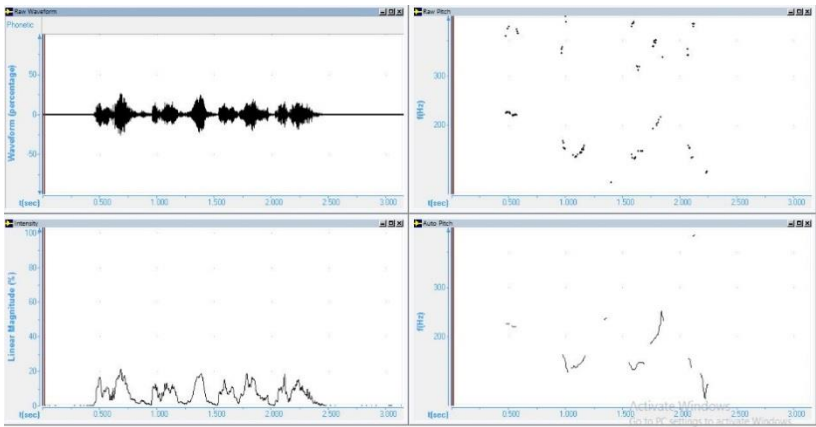 Raw Waveform
Phonetic
Waveform (percentage)
50
0
-50
t(sec)
0.500
1.000
1.500
2.000
2.500
3.000
Raw Pitch
f(Hz)
300
200
t(sec)
0.500
1.000
1.500
2.000
2.500
3.000
Intensity
Linear Magnitude (%)
100
80
60
40
20
0
t(sec)
0.500
1.000
1.500
2.000
2.500
3.000
Auto Pitch
f(Hz)
300
200
t(sec)
0.500
1.000
1.500
2.000
2.500
3.000
Activate Windows
Go to PC settings to activate Windows.